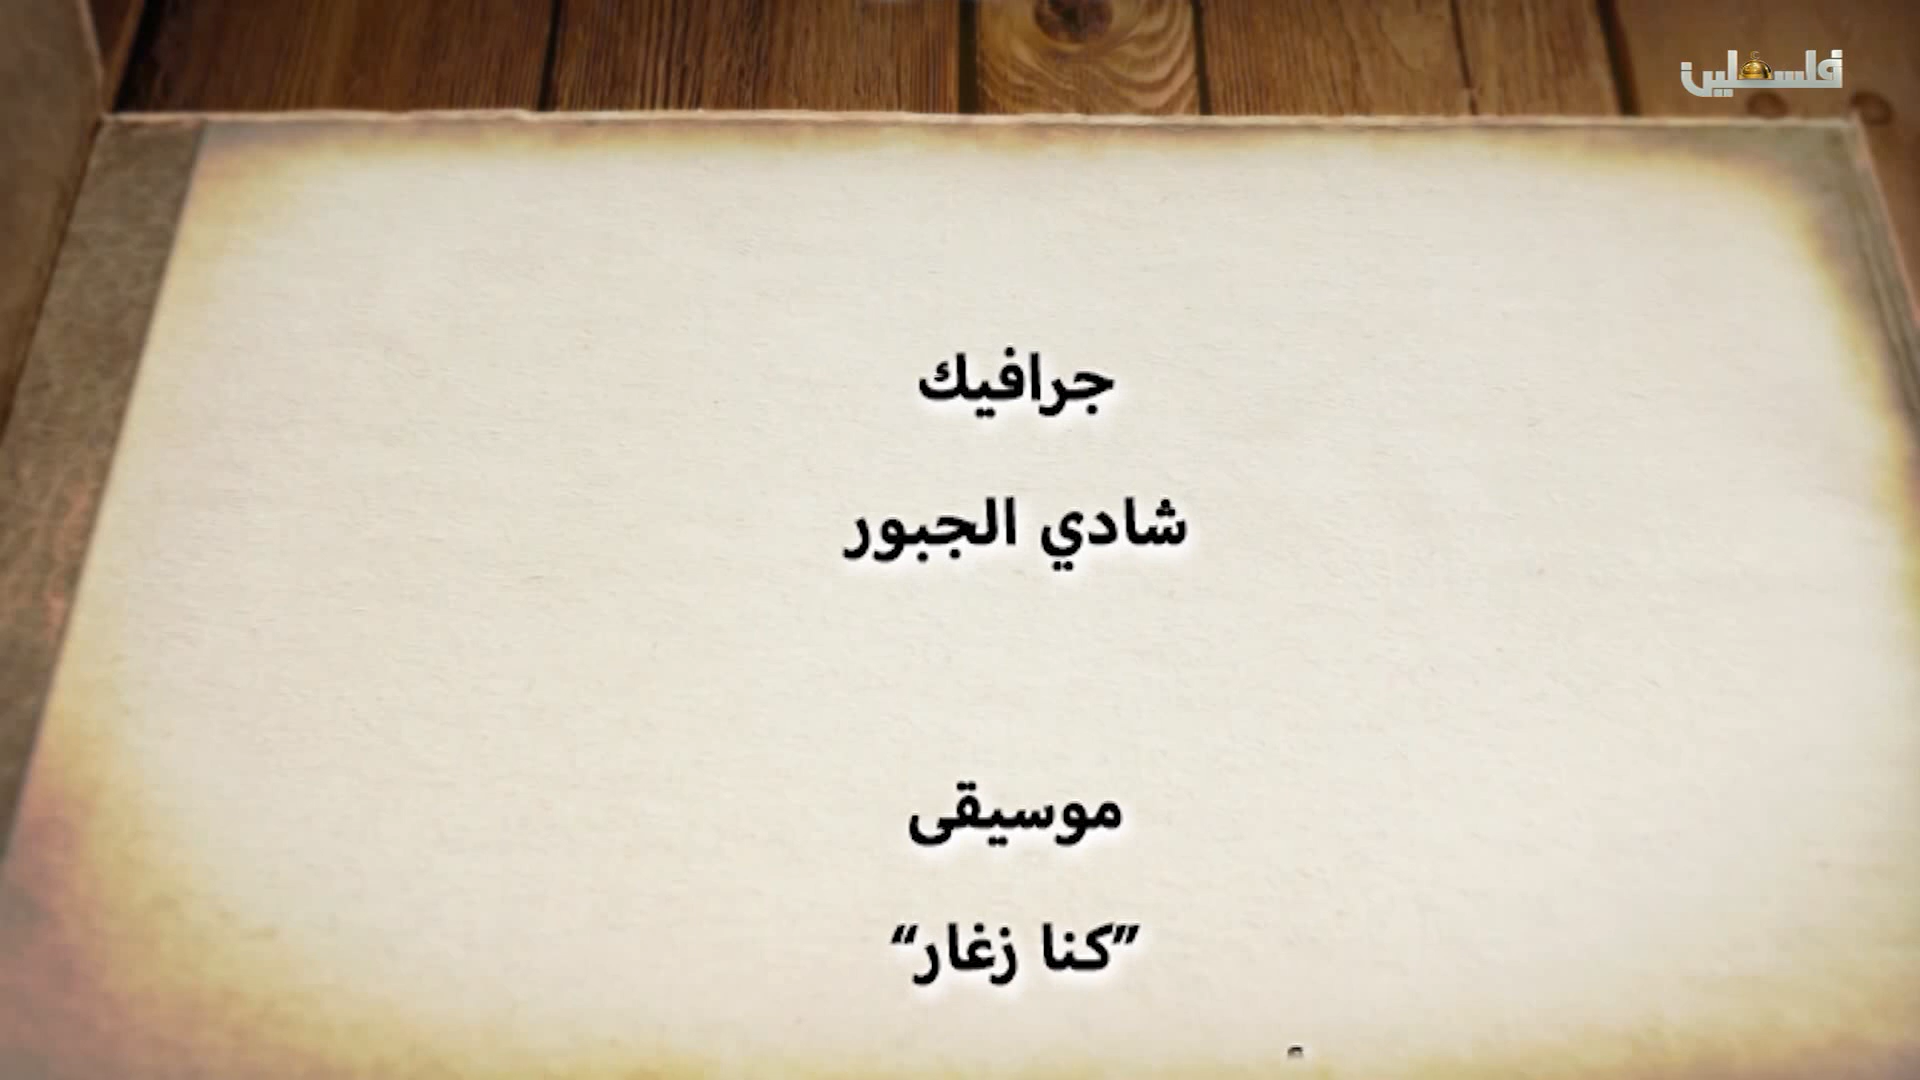 فلسطين
جرافيك
شادي الجبور
موسيقى
”كنا زغار“